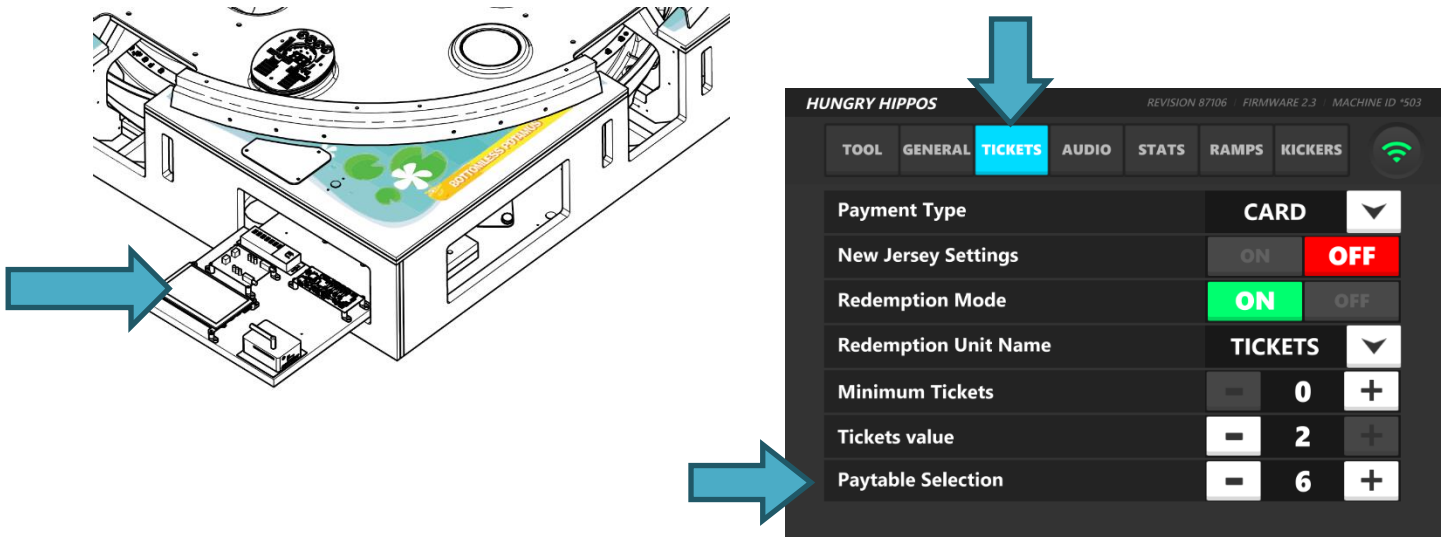 BOTTOMLESS POTAMUS
HUNGRY HIPPOS
REVISION 87106 | FIRMWARE 2.3 | MACHINE ID *503
TOOL GENERAL TICKETS AUDIO STATS RAMPS KICKERS
Payment Type CARD
New Jersey Settings ON OFF
Redemption Mode ON OFF
Redemption Unit Name TICKETS
Minimum Tickets - 0 +
Tickets value - 2 +
Paytable Selection - 6 +